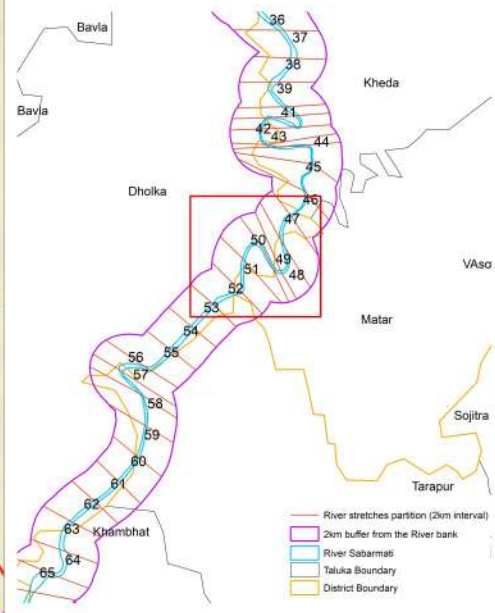 36
Bavla
37
38
Kheda
39
Bavla
41
42
43
44
45
Dholka
46
47
50
49
VAso
51
48
52
53
Matar
54
55
56
57
58
Sojitra
59
60
Tarapur
61
62
River stretches partition (2km interval)
63
Khambhat
2km buffer from the River bank
River Sabarmati
64
Taluka Boundary
65
District Boundary